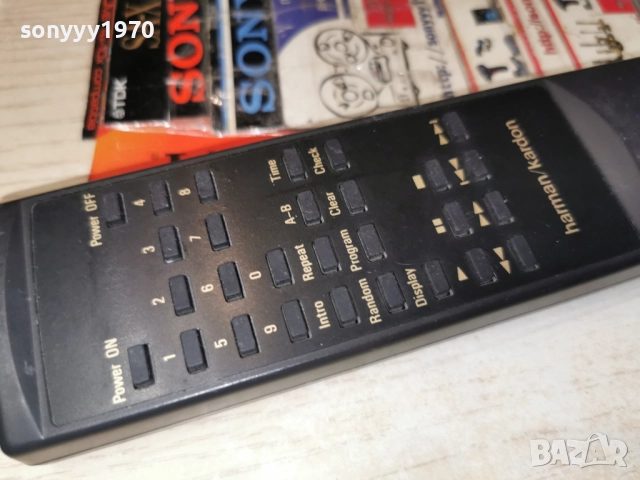 sonyyy1970
TDK
SONY
SONY
Power OFF
4
8
Time
Check
3
7
A-B
Clear
2
6
0
Repeat
Program
Power ON
1
5
9
Intro
Random
Display
harman/kardon
sonyyy1970
BAZAR